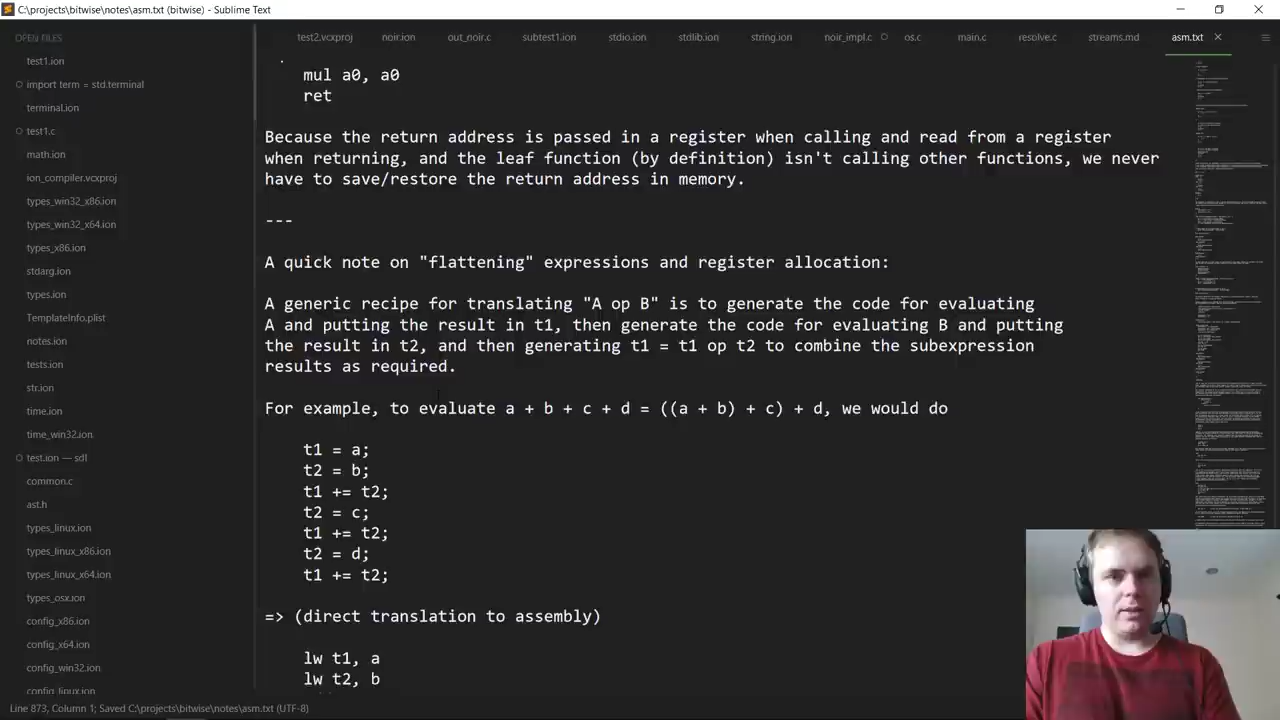 C:\projects\bitwise\notes\asm.txt (bitwise) - Sublime Text
OPEN FILES
test1.ion
import term = std.terminal
terminal.ion
test1.c
math.ion
ion_compiler.vcxproj
types_win32_x86.ion
types_win32_x64.ion
types_x86.ion
stdarg.ion
types.ion
TemplateInfo.plist
notes.ion
tests.ion
str.ion
time.ion
time_win32.ion
test.ion — sdl
common.c
ast.h
types_linux.ion
types_linux_x86.ion
types_linux_x64.ion
types_osx.ion
config_x86.ion
config_x64.ion
config_win32.ion
config_linux.ion
test2.vcxproj noir.ion out_noir.c subtest1.ion stdio.ion stdlib.ion string.ion noir_impl.c os.c main.c resolve.c streams.md asm.txt
mul a0, a0
ret
Because the return address is passed in a register when calling and read from a register
when returning, and the leaf function (by definition) isn't calling other functions, we never
have to save/restore the return address in memory.
---
A quick note on "flattening" expressions and register allocation:
A generic recipe for translating "A op B" is to generate the code for evaluating
A and putting the result in t1, then generate the code for evaluating B and putting
the result in t2, and then generating t1 = t1 op t2 to combine the subexpression
results as required.
For example, to evaluate a + b + c + d = ((a + b) + c) + d, we would do
t1 = a;
t2 = b;
t1 += t2;
t2 = c;
t1 += t2;
t2 = d;
t1 += t2;
=> (direct translation to assembly)
lw t1, a
lw t2, b
Line 873, Column 1; Saved C:\projects\bitwise\notes\asm.txt (UTF-8)